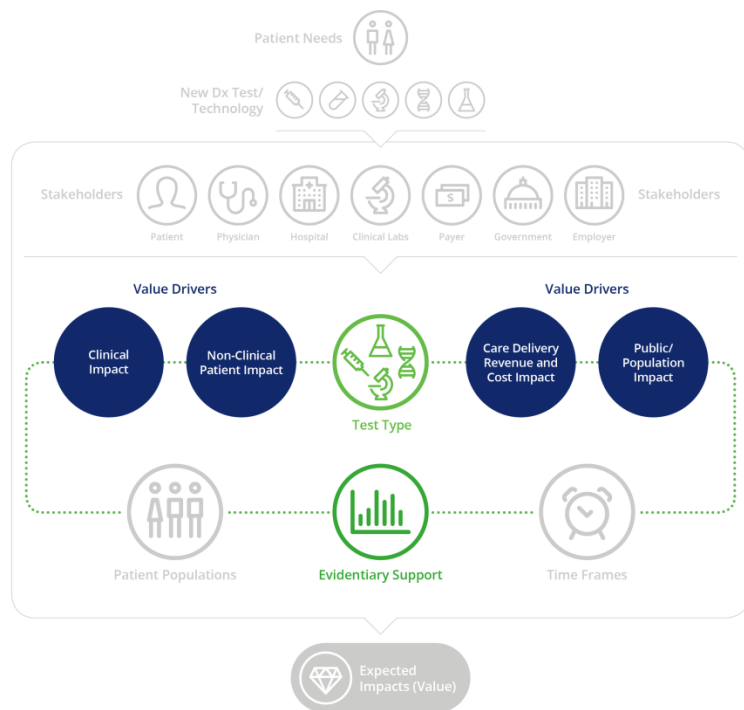 Patient Needs
New Dx Test/
Technology
Stakeholders
Stakeholders
$
Patient
Physician
Hospital
Clinical Labs
Payer
Government
Employer
Value Drivers
Value Drivers
Clinical
Impact
Non-Clinical
Patient Impact
Care Delivery
Revenue and
Cost Impact
Public/
Population
Impact
Test Type
Patient Populations
Evidentiary Support
Time Frames
Expected
Impacts (Value)